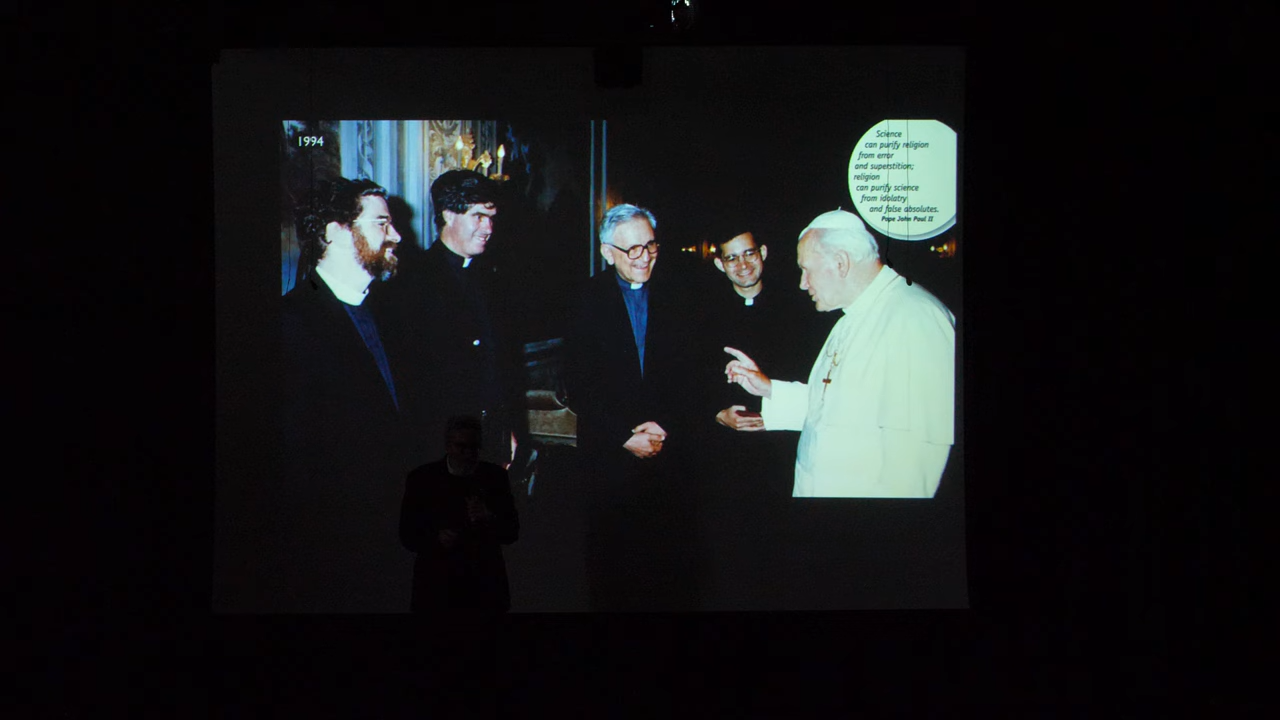 1994
Science
can purify religion
from error
and superstition;
religion
can purify science
from idolatry
and false absolutes.
Pope John Paul II